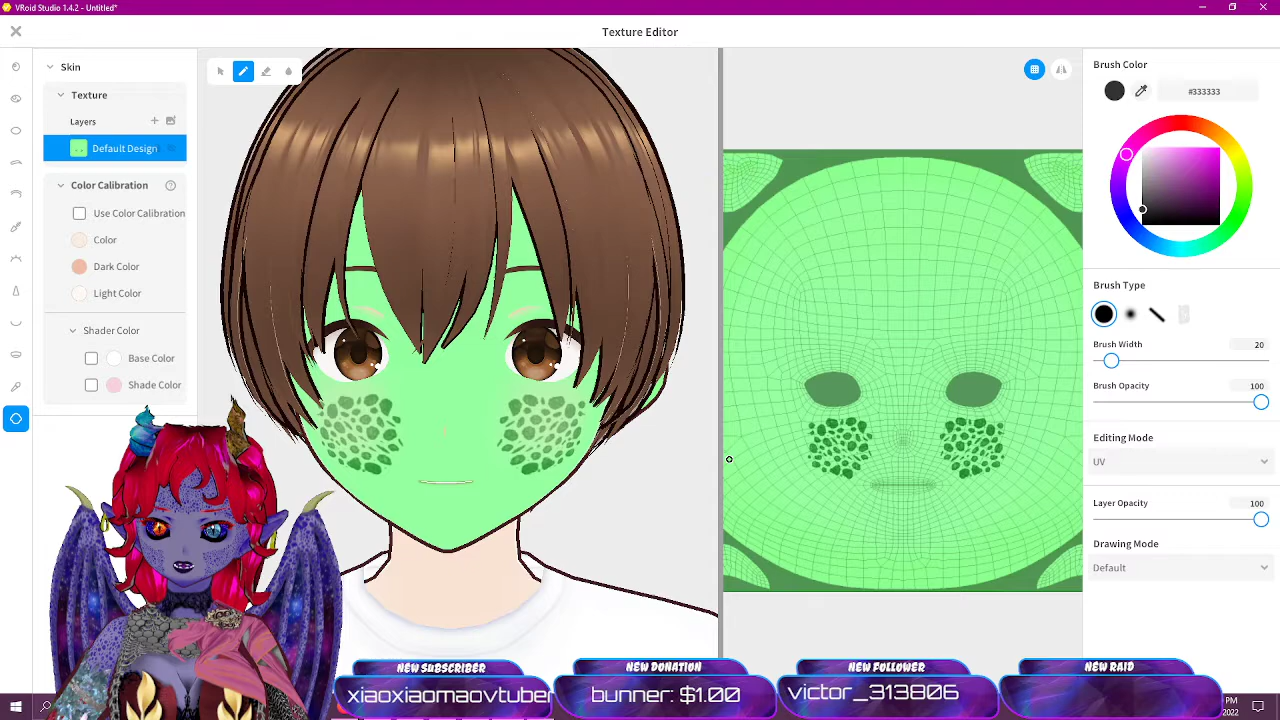 VRoid Studio 1.4.2 - Untitled*
Texture Editor
Skin
Texture
Layers
Default Design
Color Calibration
Use Color Calibration
Color
Dark Color
Light Color
Shader Color
Base Color
Shade Color
Brush Color
#333333
Brush Type
Brush Width
20
Brush Opacity
100
Editing Mode
UV
Layer Opacity
100
Drawing Mode
Default
NEW SUBSCRIBER
xiaoxiaomaovtuber
NEW DONATION
bunner: $1.00
NEW FOLLOWER
victor_313806
NEW RAID
PM
2022